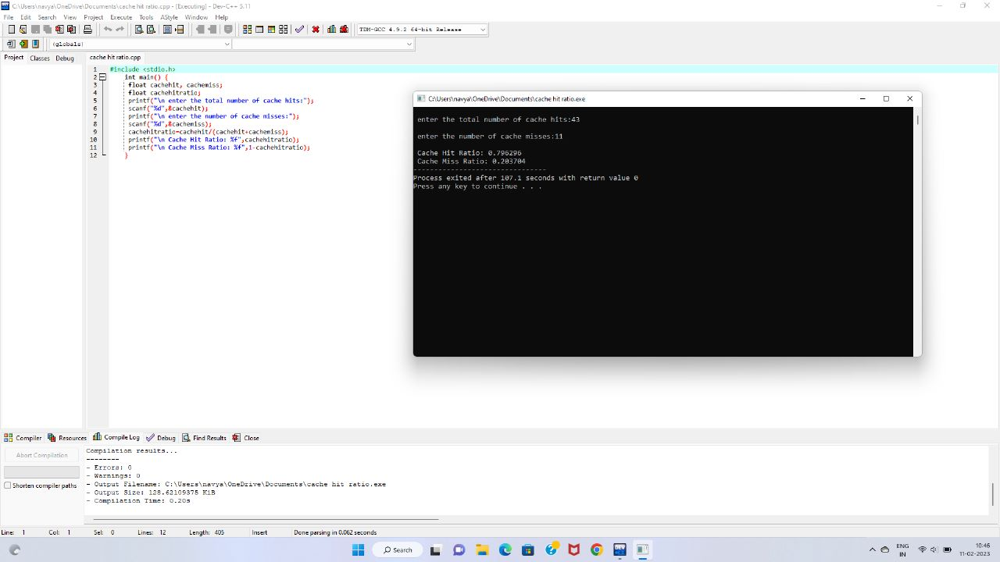 C:\Users\navya\OneDrive\Documents\cache hit ratio.cpp - [Executing] - Dev-C++ 5.11
File Edit Search View Project Execute Tools AStyle Window Help
TDM-GCC 4.9.2 64-bit Release
(globals)
Project Classes Debug cache hit ratio.cpp
1 #include <stdio.h>
2 int main() {
3 float cachehit, cachemiss;
4 float cachehitratio;
5 printf("\n enter the total number of cache hits:");
6 scanf("%d",&cachehit);
7 printf("\n enter the number of cache misses:");
8 scanf("%d",&cachemiss);
9 cachehitratio=cachehit/(cachehit+cachemiss);
10 printf("\n Cache Hit Ratio: %f",cachehitratio);
11 printf("\n Cache Miss Ratio: %f",1-cachehitratio);
12 }
C:\Users\navya\OneDrive\Documents\cache hit ratio.exe
enter the total number of cache hits:43
enter the number of cache misses:11
Cache Hit Ratio: 0.796296
Cache Miss Ratio: 0.203704
--------------------------------
Process exited after 107.1 seconds with return value 0
Press any key to continue . . .
Compiler Resources Compile Log Debug Find Results Close
Abort Compilation
Shorten compiler paths
Compilation results...
--------
- Errors: 0
- Warnings: 0
- Output Filename: C:\Users\navya\OneDrive\Documents\cache hit ratio.exe
- Output Size: 128.62109375 KiB
- Compilation Time: 0.20s
Line: 1 Col: 1 Sel: 0 Lines: 12 Length: 405 Insert Done parsing in 0.062 seconds
Search
DEV
ENG
IN
10:46
11-02-2023